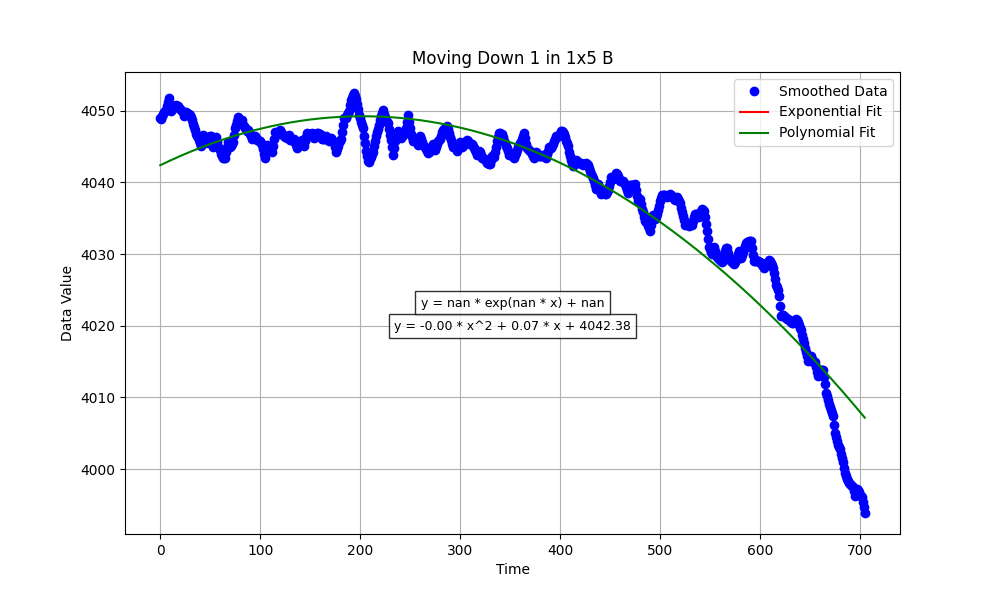 Moving Down 1 in 1x5 B
Smoothed Data
Exponential Fit
Polynomial Fit
4050
4040
4030
4020
4010
4000
Data Value
y = nan * exp(nan * x) + nan
y = -0.00 * x^2 + 0.07 * x + 4042.38
0 100 200 300 400 500 600 700
Time